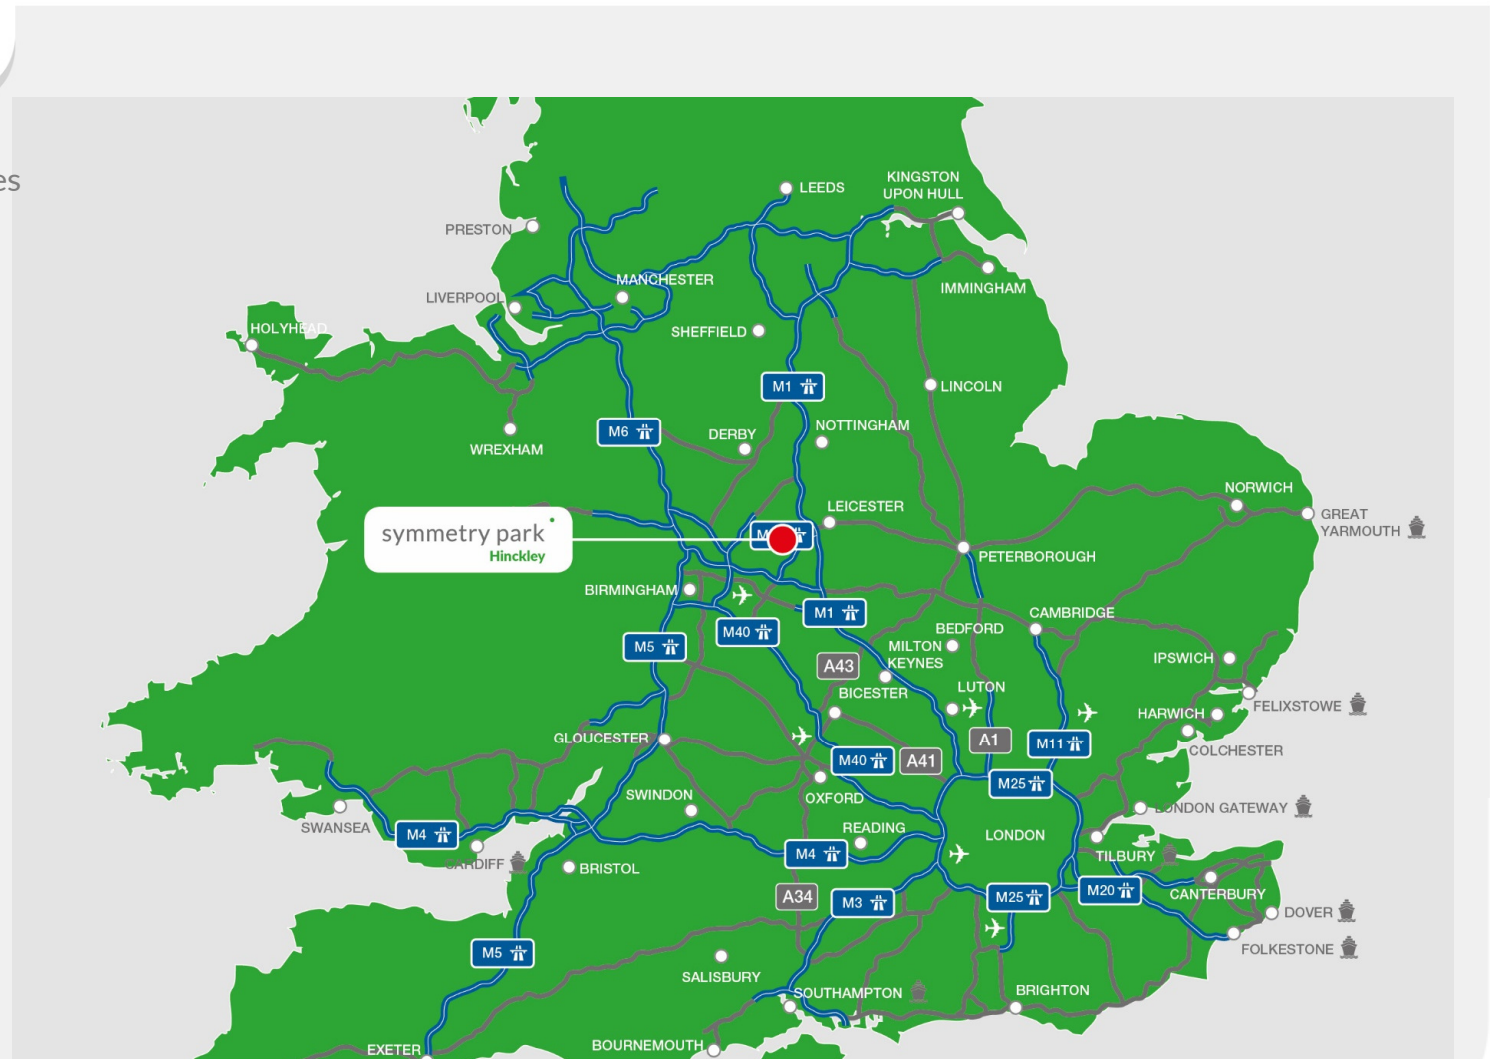 es
LEEDS
KINGSTON
UPON HULL
PRESTON
MANCHESTER
IMMINGHAM
LIVERPOOL
HOLYHEAD
SHEFFIELD
M1
LINCOLN
M6
DERBY
NOTTINGHAM
WREXHAM
NORWICH
LEICESTER
GREAT
YARMOUTH
symmetry park
Hinckley
M
PETERBOROUGH
BIRMINGHAM
M1
CAMBRIDGE
M40
BEDFORD
M5
MILTON
KEYNES
IPSWICH
A43
BICESTER
LUTON
FELIXSTOWE
HARWICH
GLOUCESTER
A1
M11
COLCHESTER
M40
A41
M25
SWINDON
OXFORD
LONDON GATEWAY
SWANSEA
M4
READING
LONDON
CARDIFF
BRISTOL
M4
TILBURY
A34
M3
M25
M20
CANTERBURY
DOVER
M5
FOLKESTONE
SALISBURY
SOUTHAMPTON
BRIGHTON
EXETER
BOURNEMOUTH